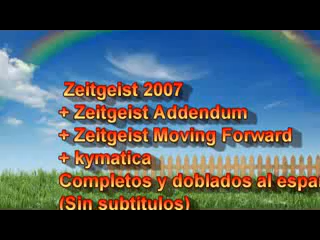 Zeitgeist 2007
+ Zeitgeist Addendum
+ Zeitgeist Moving Forward
+ kymatica
Completos y doblados al espa
(Sin subtitulos)